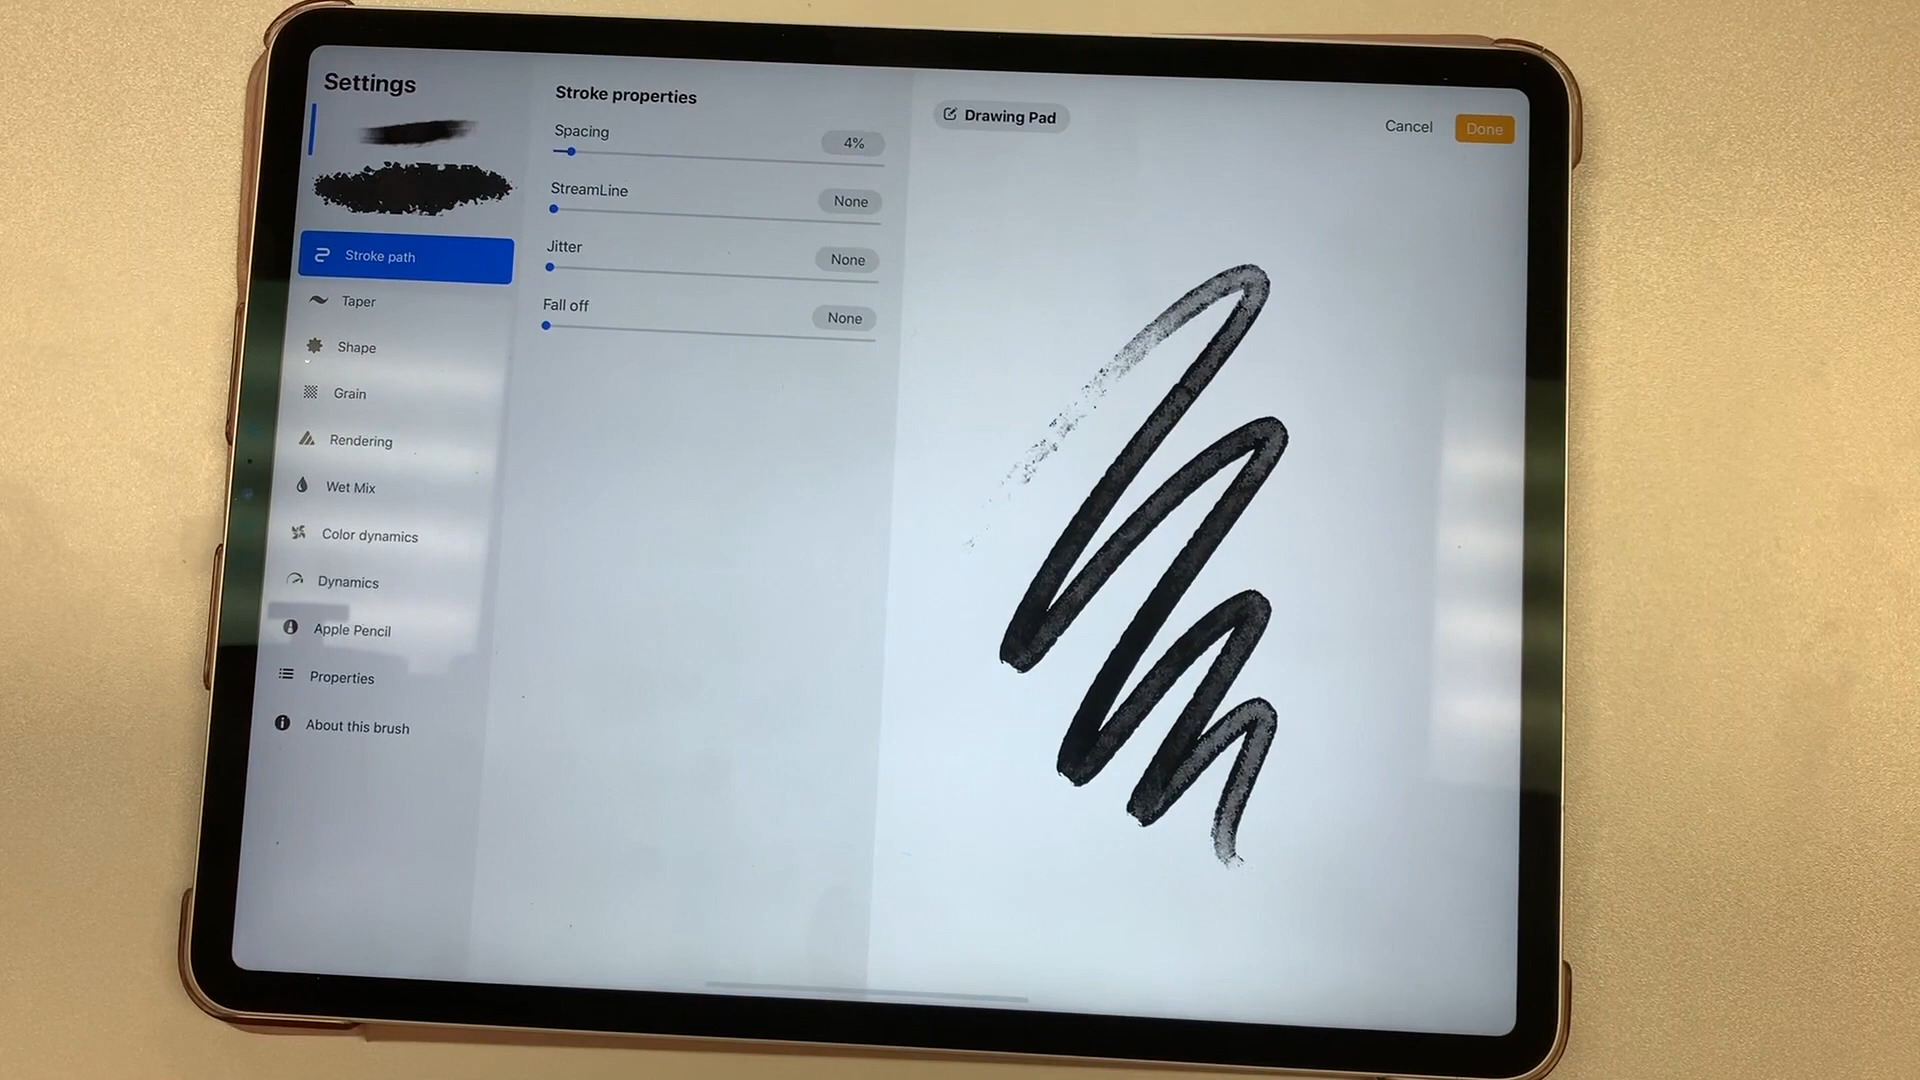 Settings
Stroke path
Taper
Shape
Grain
Rendering
Wet Mix
Color dynamics
Dynamics
Apple Pencil
Properties
About this brush
Stroke properties
Spacing 4%
StreamLine None
Jitter None
Fall off None
Drawing Pad
Cancel Done